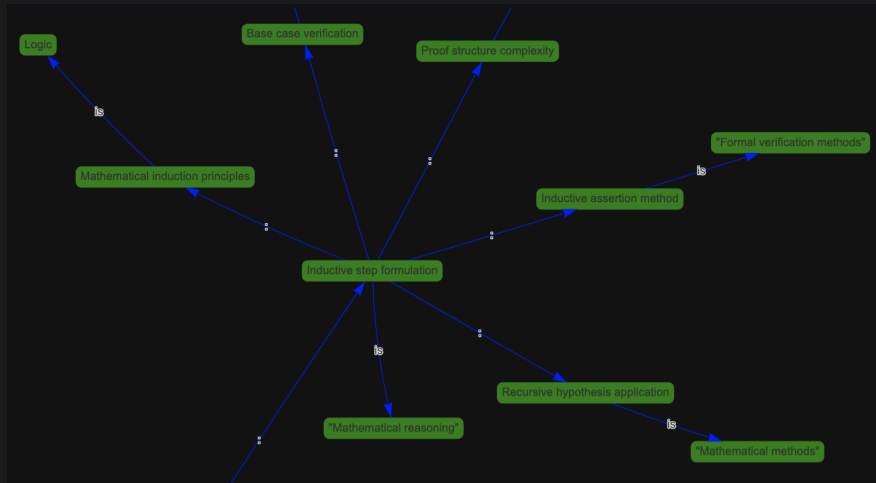 Base case verification
Logic
Proof structure complexity
is
"Formal verification methods"
:
:
is
Mathematical induction principles
Inductive assertion method
:
:
Inductive step formulation
:
is
Recursive hypothesis application
is
"Mathematical reasoning"
:
"Mathematical methods"